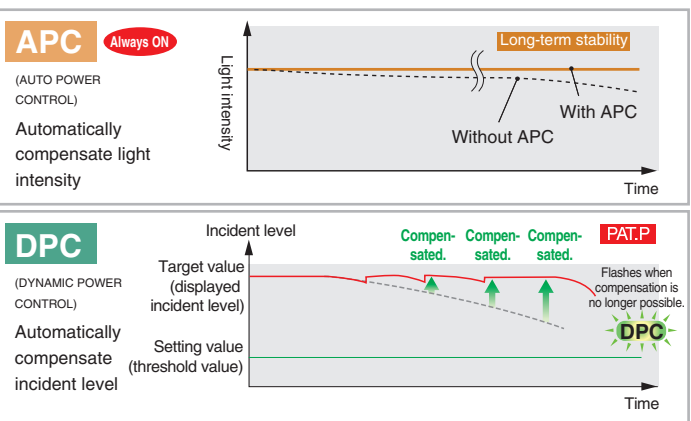 APC
Always ON
(AUTO POWER
CONTROL)
Automatically
compensate light
intensity
Light intensity
Long-term stability
With APC
Without APC
Time
DPC
(DYNAMIC POWER
CONTROL)
Automatically
compensate
incident level
Incident level
Target value
(displayed
incident level)
Setting value
(threshold value)
Compen-
sated.
Compen-
sated.
Compen-
sated.
PAT.P
Flashes when
compensation is
no longer possible.
DPC
Time